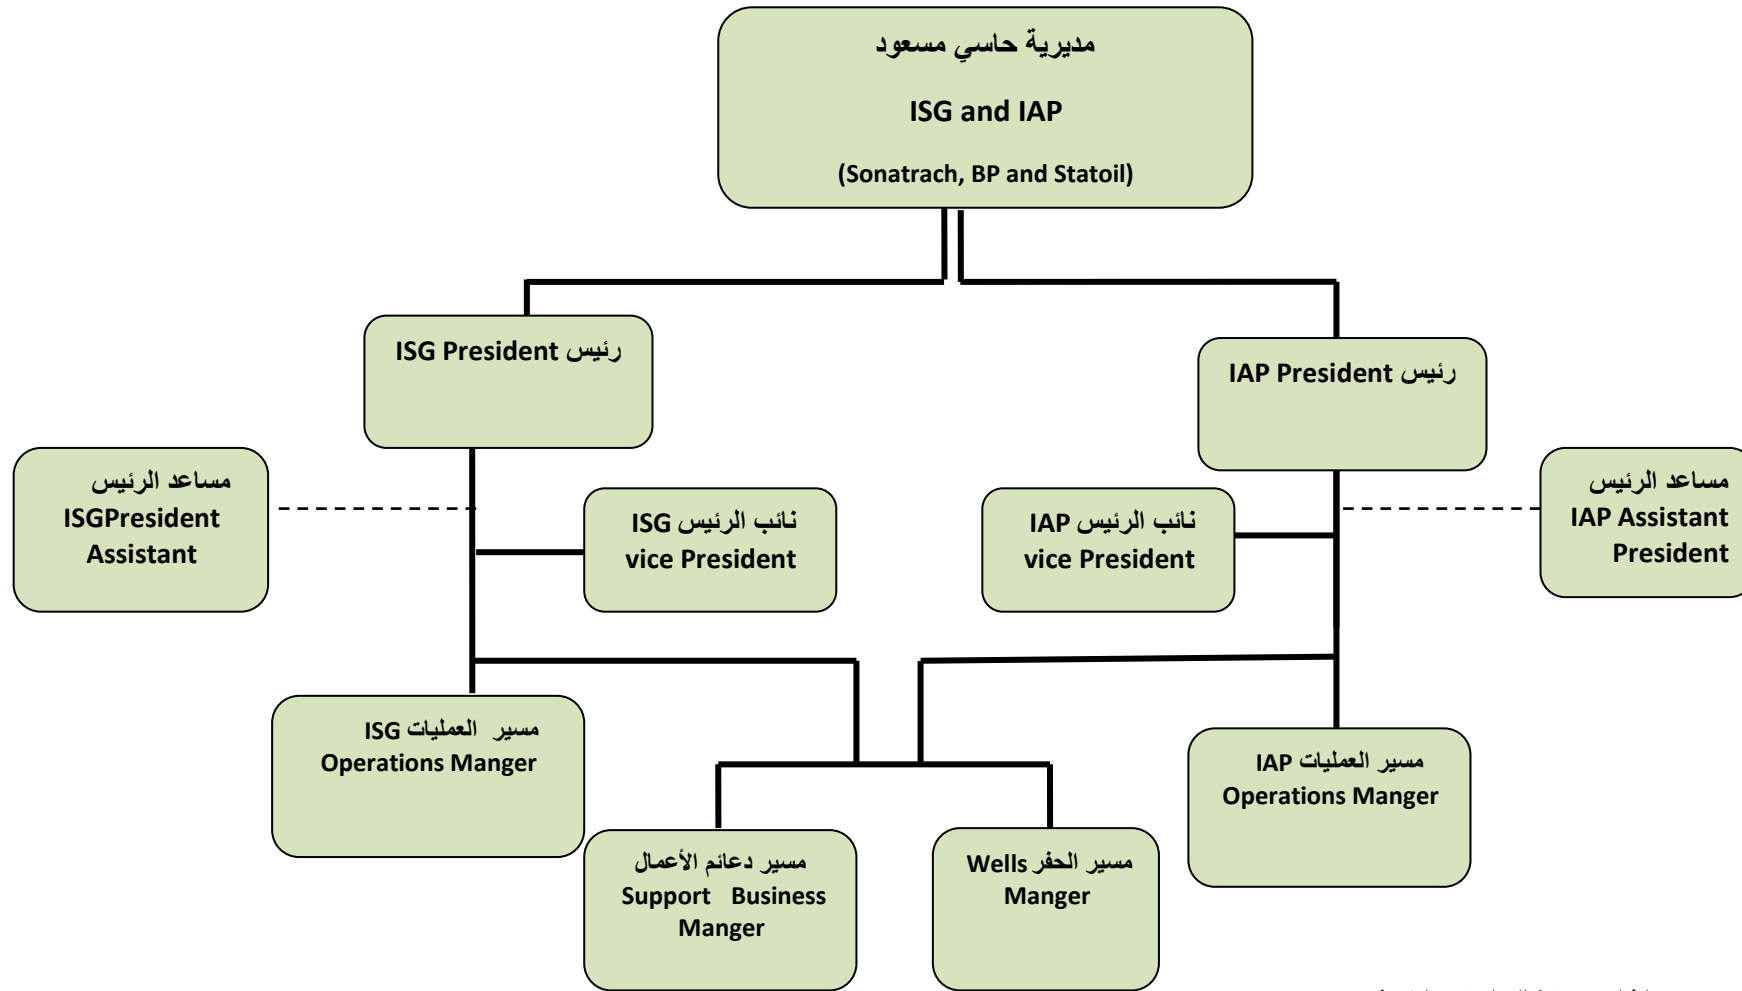 مديرية حاسي مسعود
ISG and IAP
(Sonatrach, BP and Statoil)
رئيس ISG President
رئيس IAP President
مساعد الرئيس
ISGPresident
Assistant
نائب الرئيس ISG
vice President
نائب الرئيس IAP
vice President
مساعد الرئيس
IAP Assistant
President
مسير العمليات ISG
Operations Manger
مسير العمليات IAP
Operations Manger
مسير دعائم الأعمال
Support Business
Manger
مسير الحفر Wells
Manger